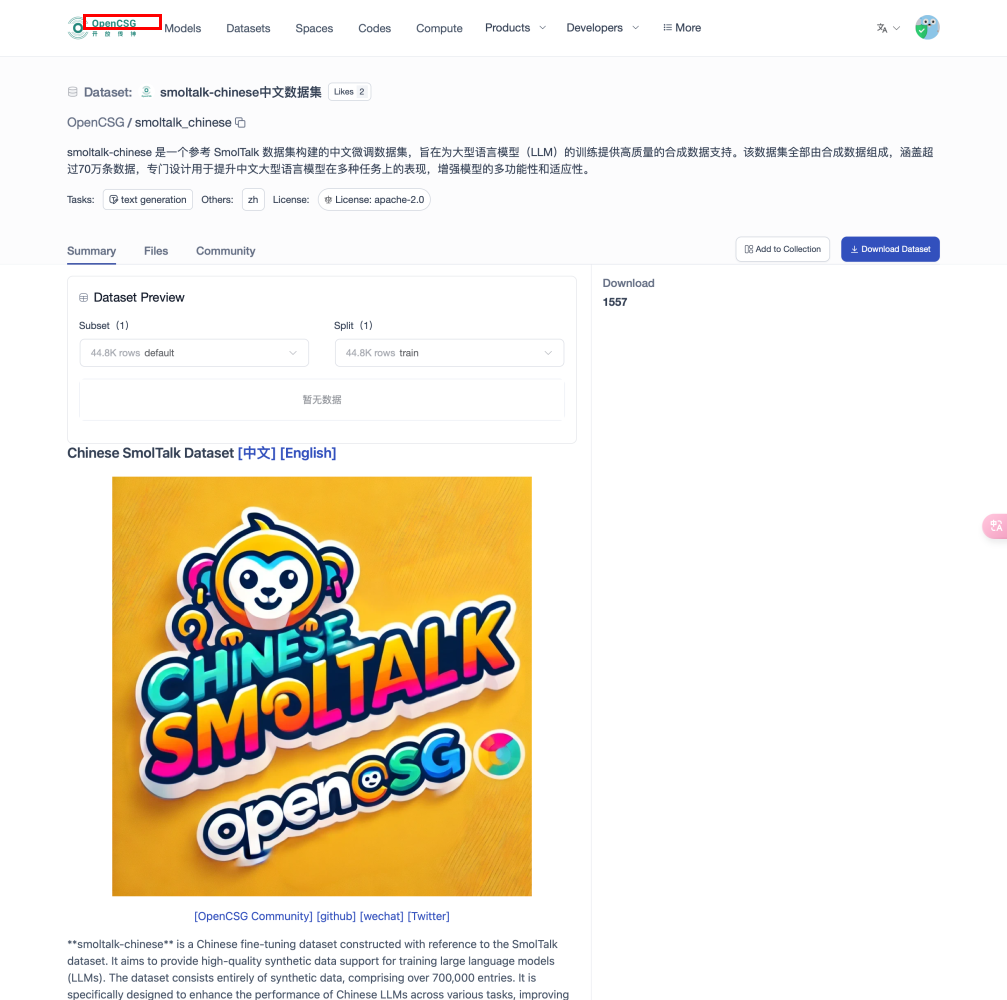 OpenCSG
开放传神
Models
Datasets
Spaces
Codes
Compute
Products
Developers
More
Dataset:
smoltalk-chinese中文数据集
Likes 2
OpenCSG / smoltalk_chinese
smoltalk-chinese 是一个参考 SmolTalk 数据集构建的中文微调数据集，旨在为大型语言模型（LLM）的训练提供高质量的合成数据支持。该数据集全部由合成数据组成，涵盖超
过70万条数据，专门设计用于提升中文大型语言模型在多种任务上的表现，增强模型的多功能性和适应性。
Tasks:
text generation
Others:
zh
License:
License: apache-2.0
Summary
Files
Community
Add to Collection
Download Dataset
Dataset Preview
Subset（1）
Split（1）
44.8K rows default
44.8K rows train
暂无数据
Download
1557
Chinese SmolTalk Dataset [中文] [English]
CHINESE
SMOLTALK
openCSG
[OpenCSG Community] [github] [wechat] [Twitter]
**smoltalk-chinese** is a Chinese fine-tuning dataset constructed with reference to the SmolTalk
dataset. It aims to provide high-quality synthetic data support for training large language models
(LLMs). The dataset consists entirely of synthetic data, comprising over 700,000 entries. It is
specifically designed to enhance the performance of Chinese LLMs across various tasks, improving